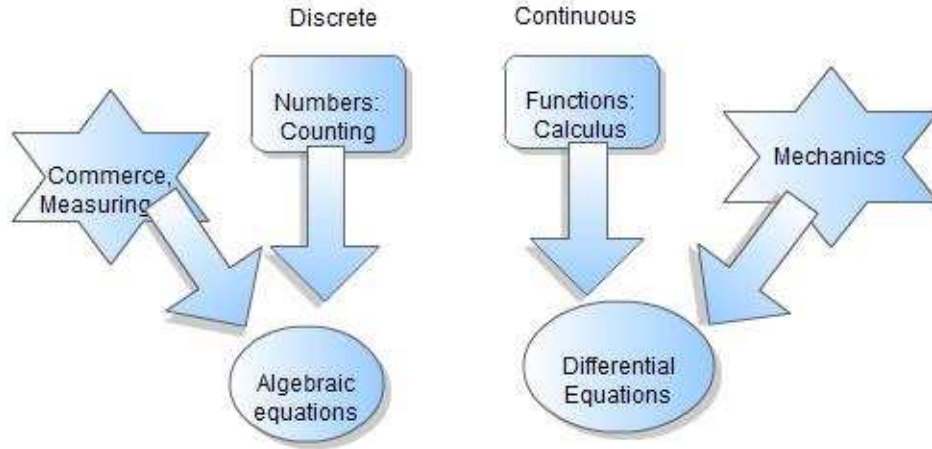 Discrete
Continuous
Numbers:
Counting
Functions:
Calculus
Commerce,
Measuring
Mechanics
Algebraic
equations
Differential
Equations